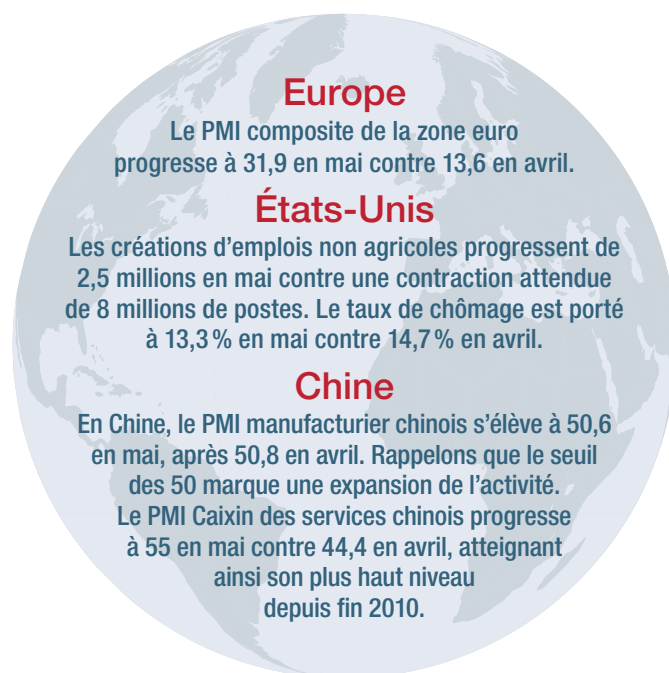 Europe
Le PMI composite de la zone euro
progresse à 31,9 en mai contre 13,6 en avril.
États-Unis
Les créations d’emplois non agricoles progressent de
2,5 millions en mai contre une contraction attendue
de 8 millions de postes. Le taux de chômage est porté
à 13,3 % en mai contre 14,7 % en avril.
Chine
En Chine, le PMI manufacturier chinois s’élève à 50,6
en mai, après 50,8 en avril. Rappelons que le seuil
des 50 marque une expansion de l’activité.
Le PMI Caixin des services chinois progresse
à 55 en mai contre 44,4 en avril, atteignant
ainsi son plus haut niveau
depuis fin 2010.